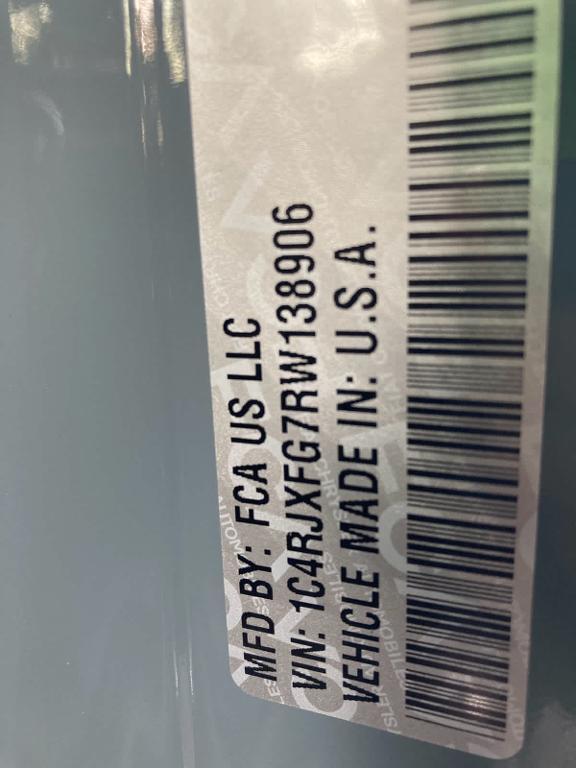 MFD BY: FCA US LLC
VIN: 1C4RJXFG7RW138906
VEHICLE MADE IN: U.S.A.